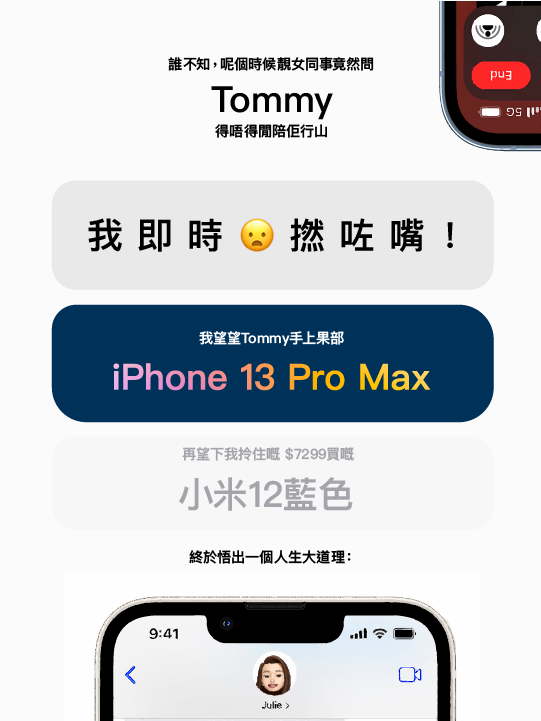 誰不知，呢個時候靚女同事竟然問
Tommy
得唔得閒陪佢行山
End
5G
我即時😦撚咗嘴！
我望望Tommy手上果部
iPhone 13 Pro Max
再望下我拎住嘅 $7299買嘅
小米12藍色
終於悟出一個人生大道理：
9:41
Julie >